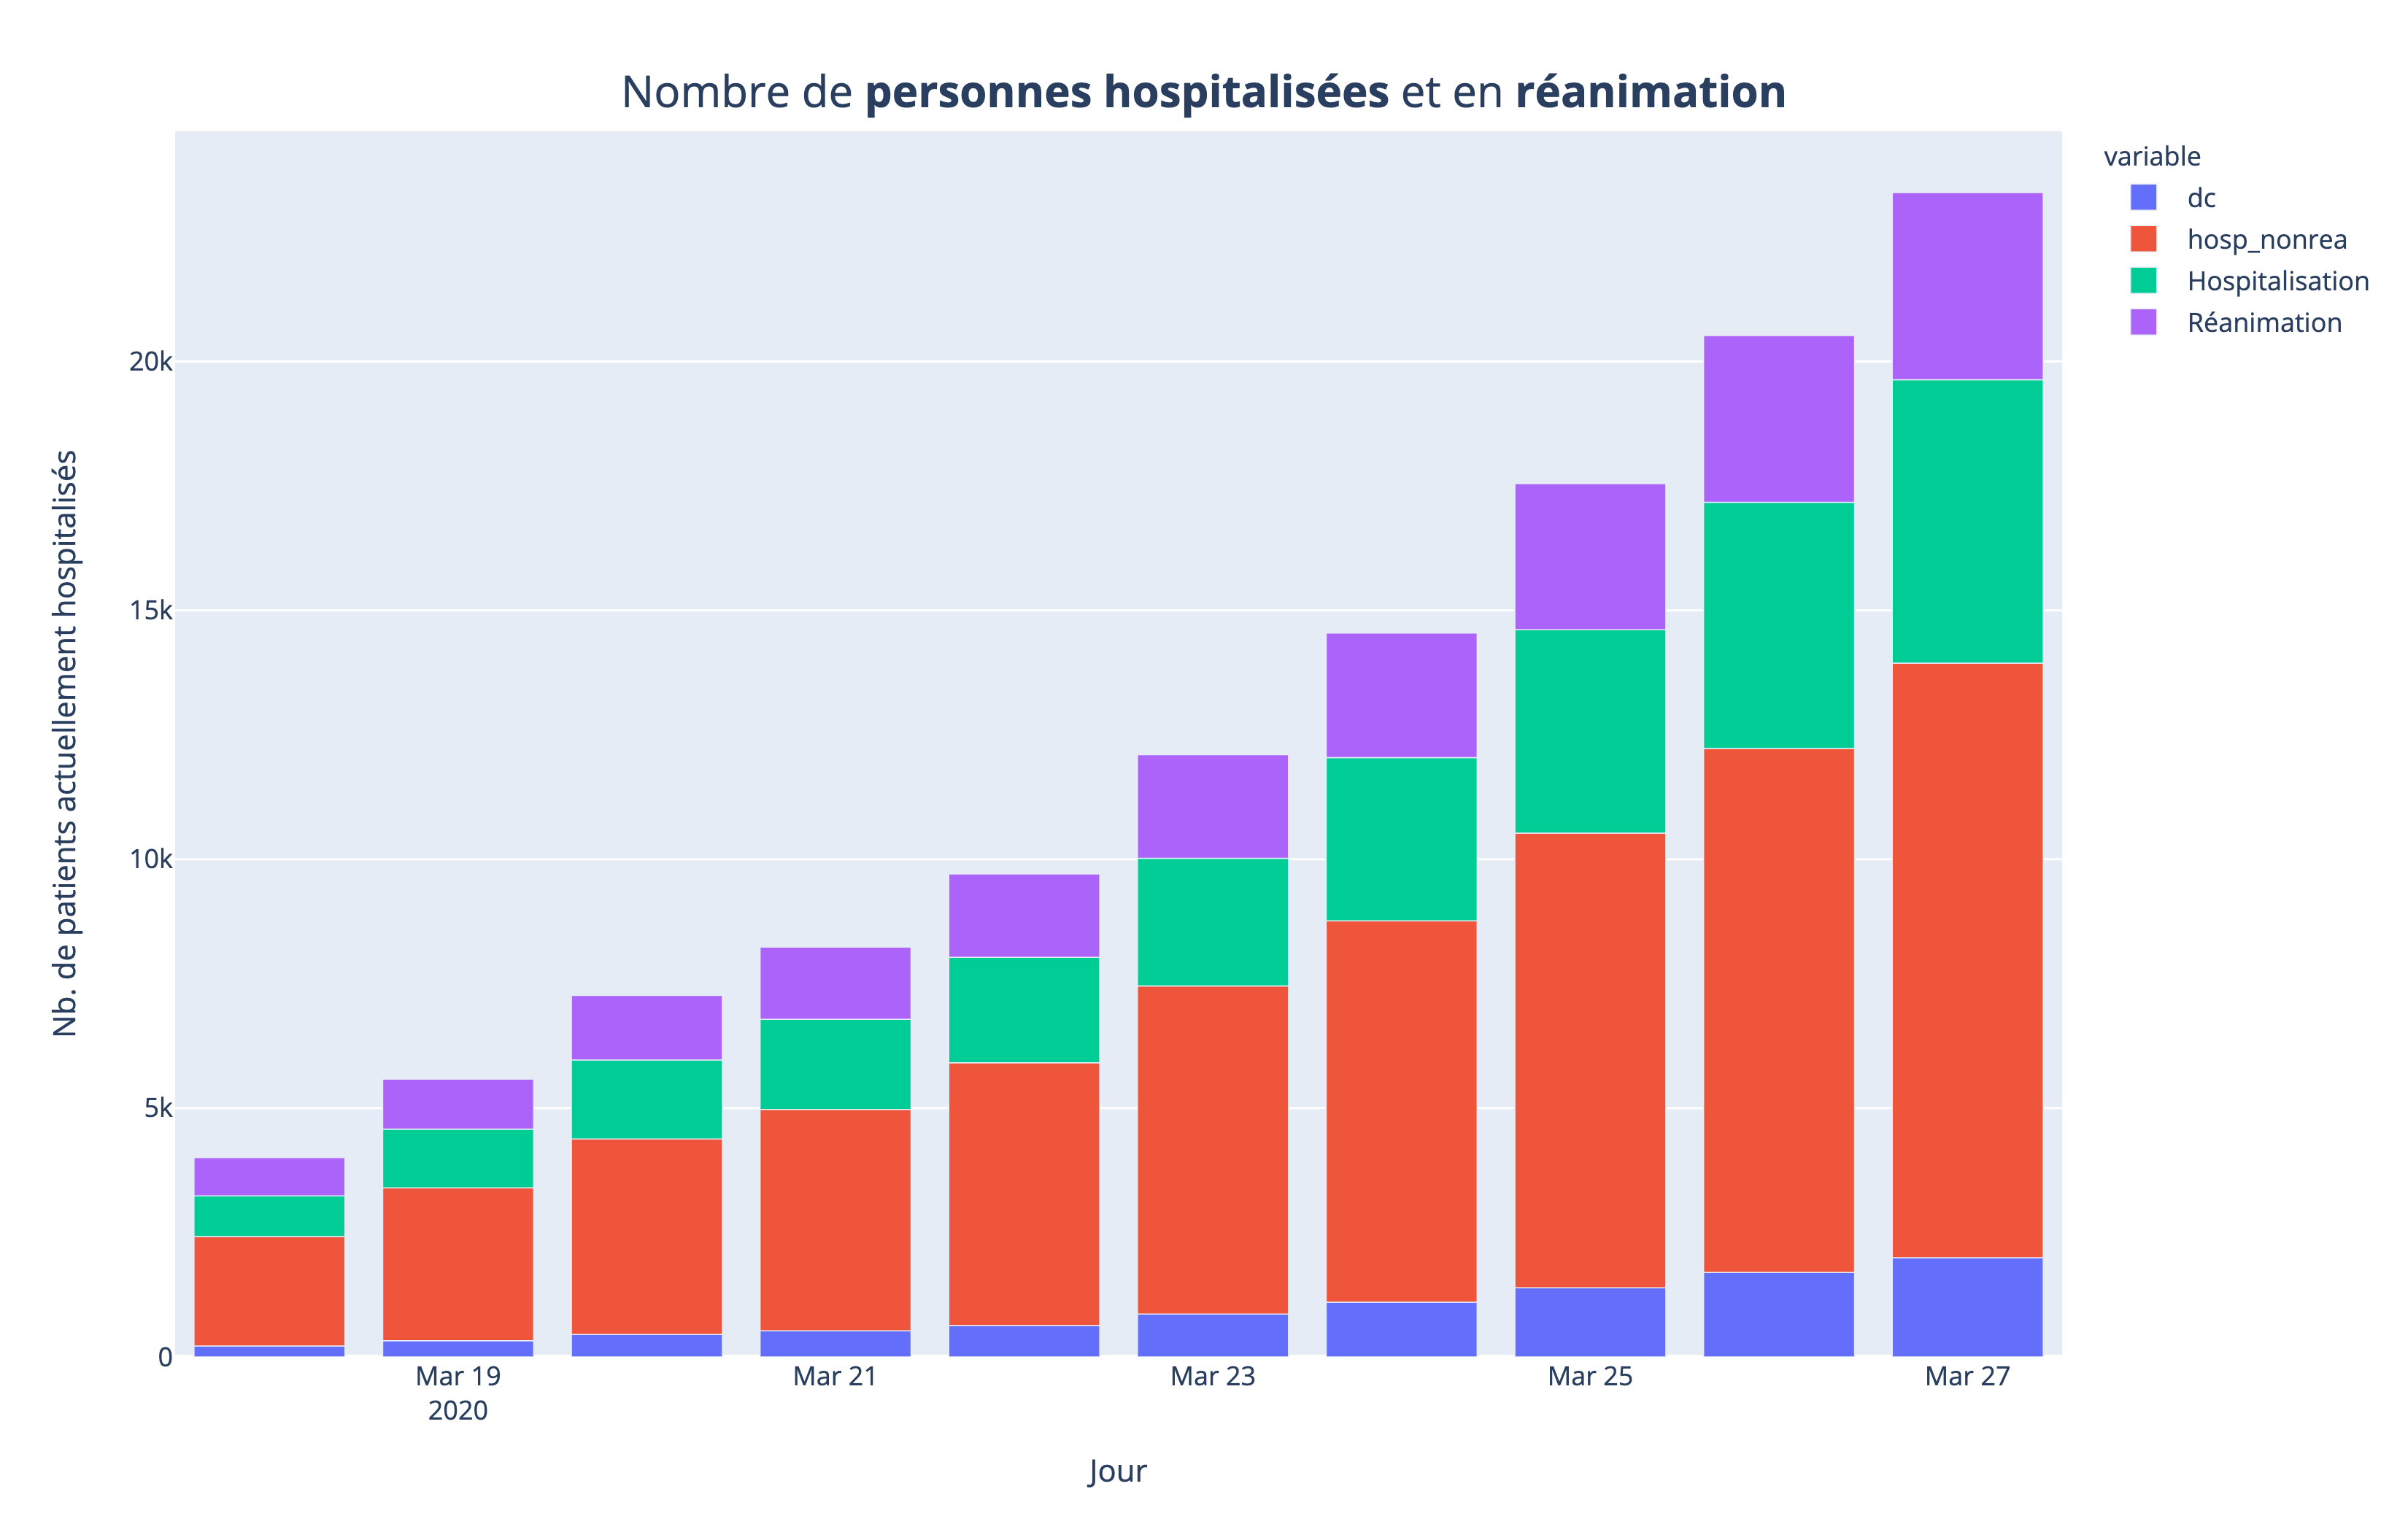 Nombre de personnes hospitalisées et en réanimation
variable
dc
hosp_nonrea
Hospitalisation
Réanimation
Nb. de patients actuellement hospitalisés
20k
15k
10k
5k
0
Mar 19
2020
Mar 21
Mar 23
Mar 25
Mar 27
Jour